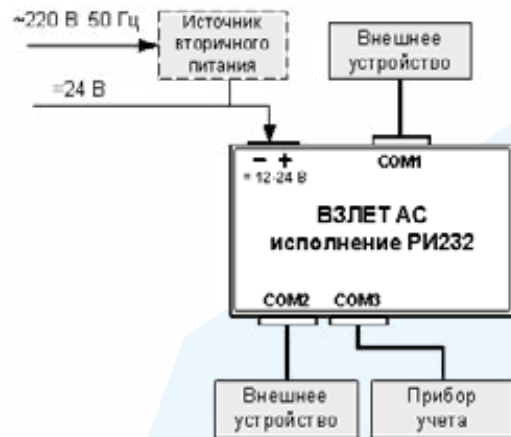 ~220 В 50 Гц
Источник
вторичного
питания
=24 В
Внешнее
устройство
– +
= 12-24 В
COM1
ВЗЛЕТ АС
исполнение РИ232
COM2 COM3
Внешнее
устройство
Прибор
учета